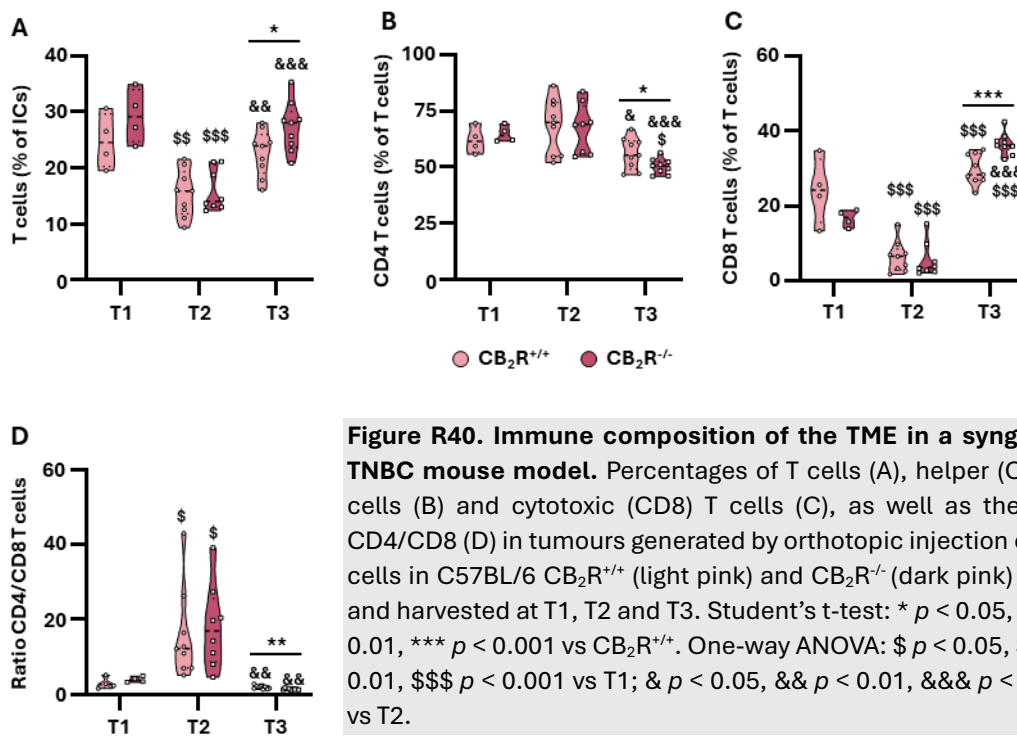 A
T cells (% of ICs)
40
30
20
10
0
$$
$$$
&&
&&&
*
T1
T2
T3
B
CD4 T cells (% of T cells)
100
75
50
25
0
&
&&&
$
*
T1
T2
T3
C
CD8 T cells (% of T cells)
60
40
20
0
$$$
$$$
$$$
***
$$$
T1
T2
T3
CB₂R⁺/⁺
CB₂R⁻/⁻
D
Ratio CD4/CD8 T cells
60
40
20
0
$
$
&&
&&
**
T1
T2
T3
Figure R40. Immune composition of the TME in a syng
TNBC mouse model. Percentages of T cells (A), helper
cells (B) and cytotoxic (CD8) T cells (C), as well as the
CD4/CD8 (D) in tumours generated by orthotopic injection
cells in C57BL/6 CB₂R⁺/⁺ (light pink) and CB₂R⁻/⁻ (dark pink)
and harvested at T1, T2 and T3. Student’s t-test: * p < 0.05,
0.01, *** p < 0.001 vs CB₂R⁺/⁺. One-way ANOVA: $ p < 0.05,
0.01, $$$ p < 0.001 vs T1; & p < 0.05, && p < 0.01, &&& p <
vs T2.